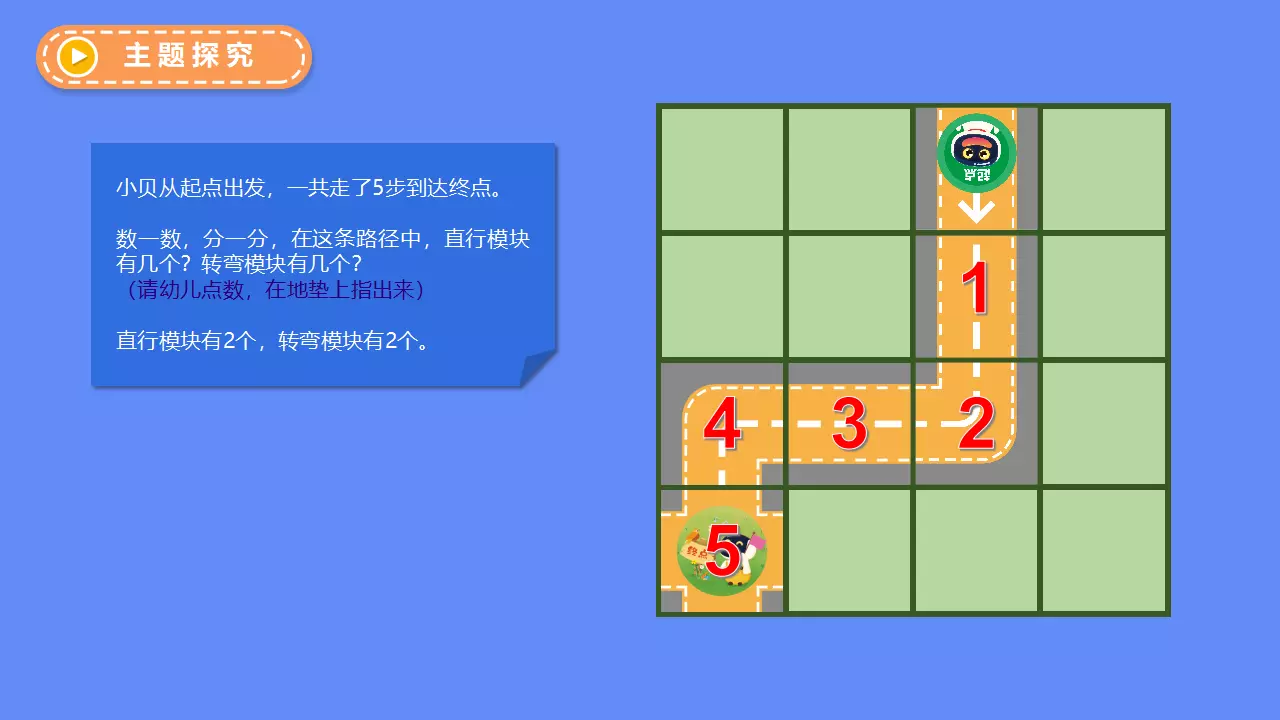 主题探究
小贝从起点出发，一共走了5步到达终点。
数一数，分一分，在这条路径中，直行模块
有几个？转弯模块有几个？
（请幼儿点数，在地垫上指出来）
直行模块有2个，转弯模块有2个。
起点
1
4
3
2
终点
5